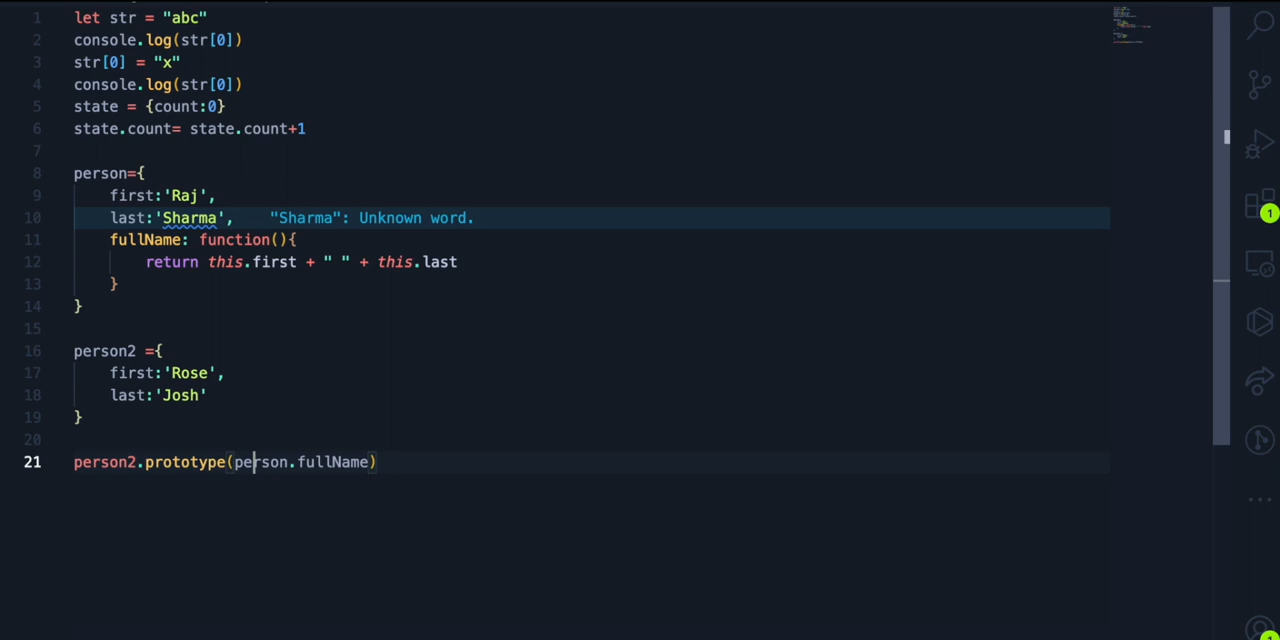 1 let str = "abc"
2 console.log(str[0])
3 str[0] = "x"
4 console.log(str[0])
5 state = {count:0}
6 state.count= state.count+1
7
8 person={
9 first:'Raj',
10 last:'Sharma', "Sharma": Unknown word.
11 fullName: function(){
12 return this.first + " " + this.last
13 }
14 }
15
16 person2 ={
17 first:'Rose',
18 last:'Josh'
19 }
20
21 person2.prototype(person.fullName)
1